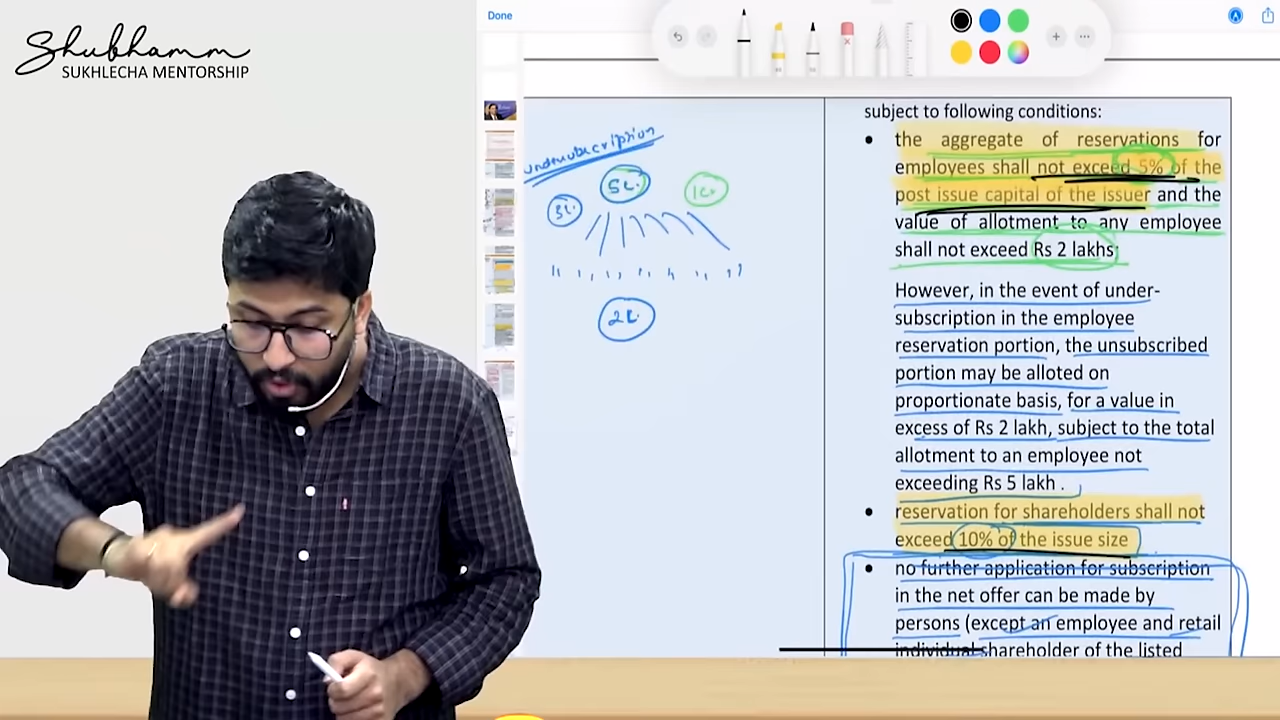 Shubhamm
SUKHLECHA MENTORSHIP
Done
undersubscription
5L.
3L.
1L.
2L.
subject to following conditions:
• the aggregate of reservations for
employees shall not exceed 5% of the
post issue capital of the issuer and the
value of allotment to any employee
shall not exceed Rs 2 lakhs;
However, in the event of under-
subscription in the employee
reservation portion, the unsubscribed
portion may be alloted on
proportionate basis, for a value in
excess of Rs 2 lakh, subject to the total
allotment to an employee not
exceeding Rs 5 lakh .
• reservation for shareholders shall not
exceed 10% of the issue size
• no further application for subscription
in the net offer can be made by
persons (except an employee and retail
individual shareholder of the listed